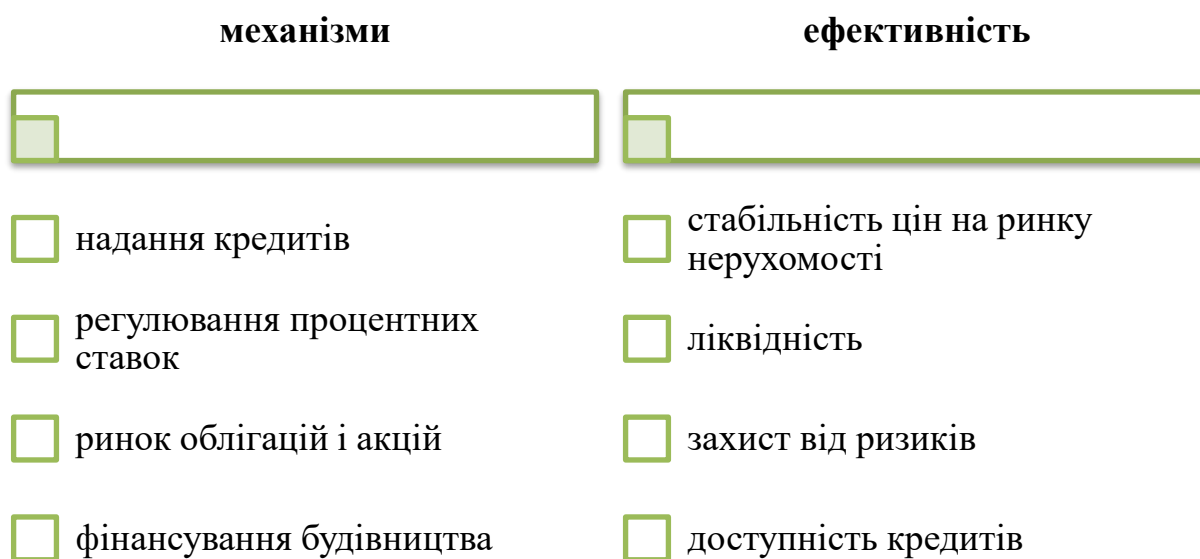 механізми
ефективність
надання кредитів
регулювання процентних
ставок
ринок облігацій і акцій
фінансування будівництва
стабільність цін на ринку
нерухомості
ліквідність
захист від ризиків
доступність кредитів